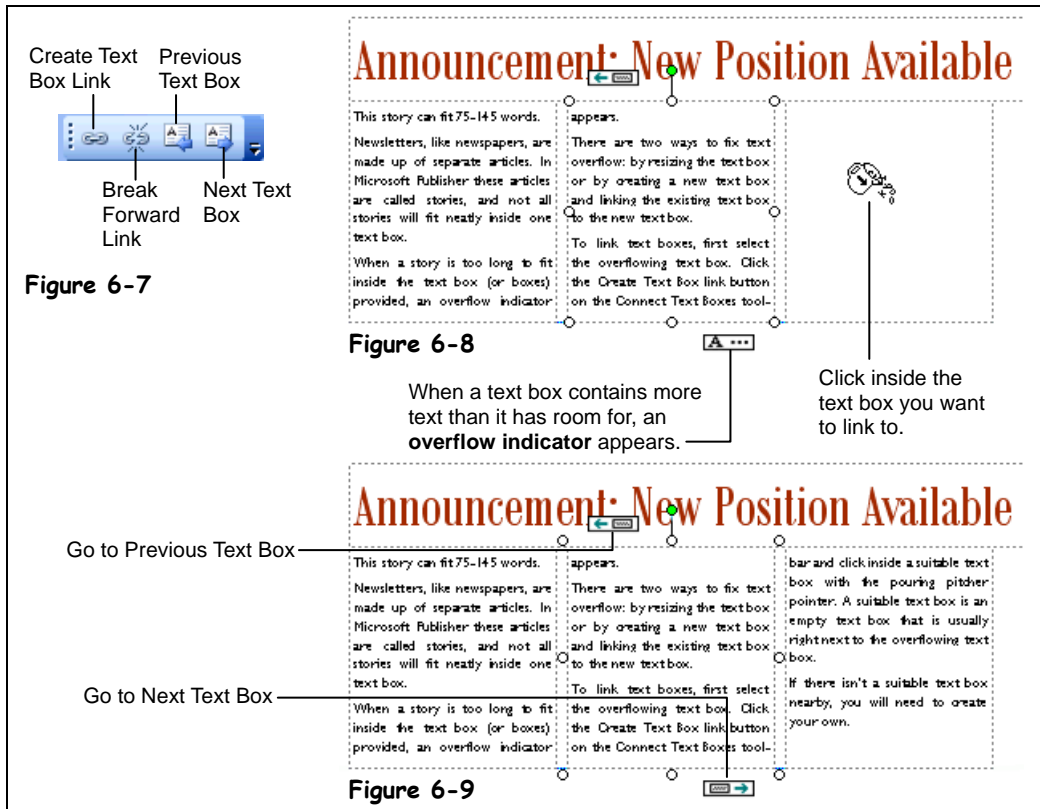 Create Text
Box Link
Previous
Text Box
Break
Forward
Link
Next Text
Box
Figure 6-7
Announcement: New Position Available
This story can fit 75-145 words.
Newsletters, like newspapers, are
made up of separate articles. In
Microsoft Publisher these articles
are called stories, and not all
stories will fit neatly inside one
text box.
When a story is too long to fit
inside the text box (or boxes)
provided, an overflow indicator
appears.
There are two ways to fix text
overflow: by resizing the text box
or by creating a new text box
and linking the existing text box
to the new text box.
To link text boxes, first select
the overflowing text box. Click
the Create Text Box link button
on the Connect Text Boxes tool-
A ...
Figure 6-8
When a text box contains more
text than it has room for, an
overflow indicator appears.
Click inside the
text box you want
to link to.
Announcement: New Position Available
Go to Previous Text Box
This story can fit 75-145 words.
Newsletters, like newspapers, are
made up of separate articles. In
Microsoft Publisher these articles
are called stories, and not all
stories will fit neatly inside one
text box.
When a story is too long to fit
inside the text box (or boxes)
provided, an overflow indicator
appears.
There are two ways to fix text
overflow: by resizing the text box
or by creating a new text box
and linking the existing text box
to the new text box.
To link text boxes, first select
the overflowing text box. Click
the Create Text Box link button
on the Connect Text Boxes tool-
bar and click inside a suitable text
box with the pouring pitcher
pointer. A suitable text box is an
empty text box that is usually
right next to the overflowing text
box.
If there isn't a suitable text box
nearby, you will need to create
your own.
Go to Next Text Box
Figure 6-9